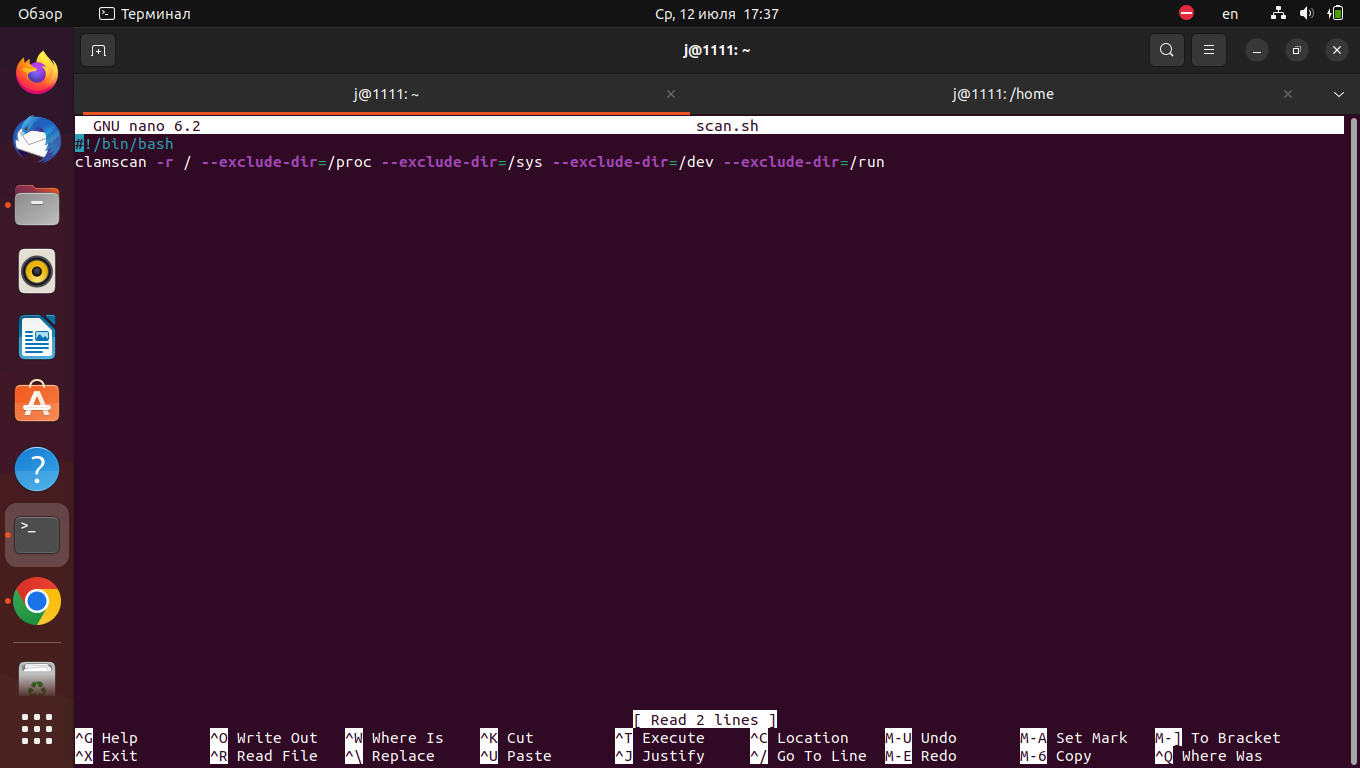 Обзор Терминал Ср, 12 июля 17:37 en
j@1111: ~
j@1111: ~ j@1111: /home
GNU nano 6.2 scan.sh
#!/bin/bash
clamscan -r / --exclude-dir=/proc --exclude-dir=/sys --exclude-dir=/dev --exclude-dir=/run
[ Read 2 lines ]
^G Help ^O Write Out ^W Where Is ^K Cut ^T Execute ^C Location M-U Undo M-A Set Mark M-] To Bracket
^X Exit ^R Read File ^\ Replace ^U Paste ^J Justify ^/ Go To Line M-E Redo M-6 Copy ^Q Where Was